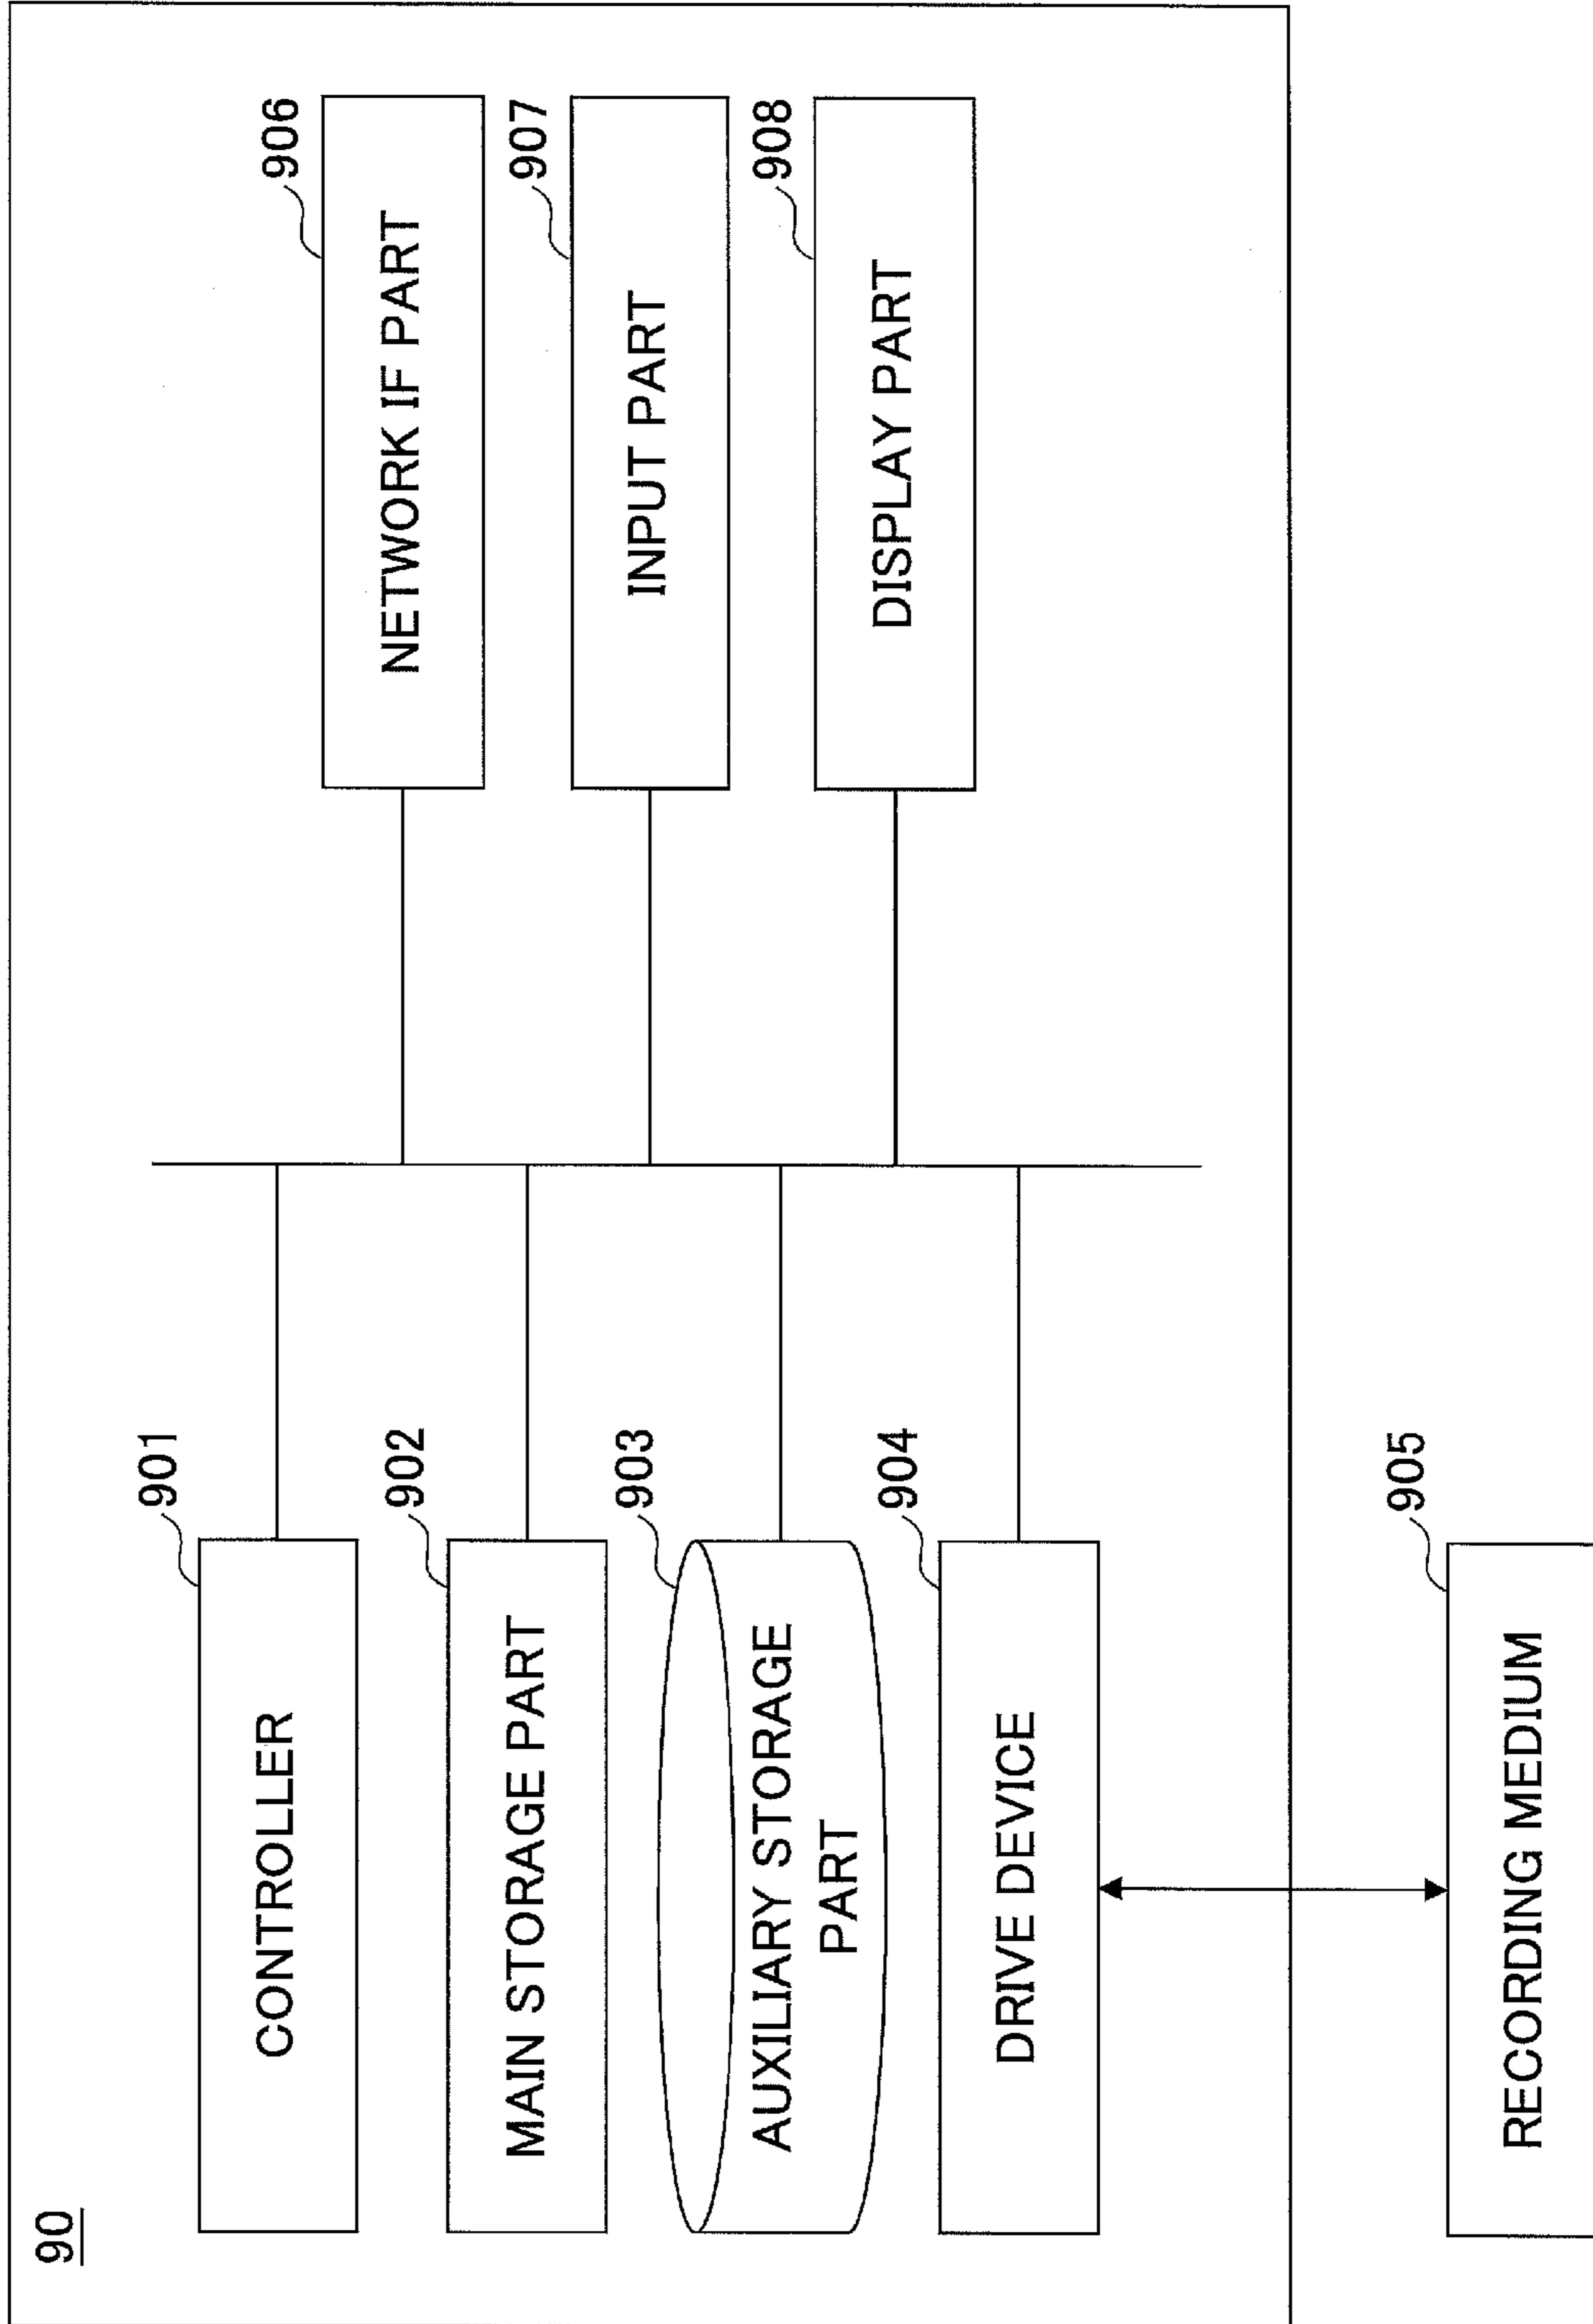 90
901
CONTROLLER
902
MAIN STORAGE PART
903
AUXILIARY STORAGE
PART
904
DRIVE DEVICE
905
RECORDING MEDIUM
906
NETWORK IF PART
907
INPUT PART
908
DISPLAY PART